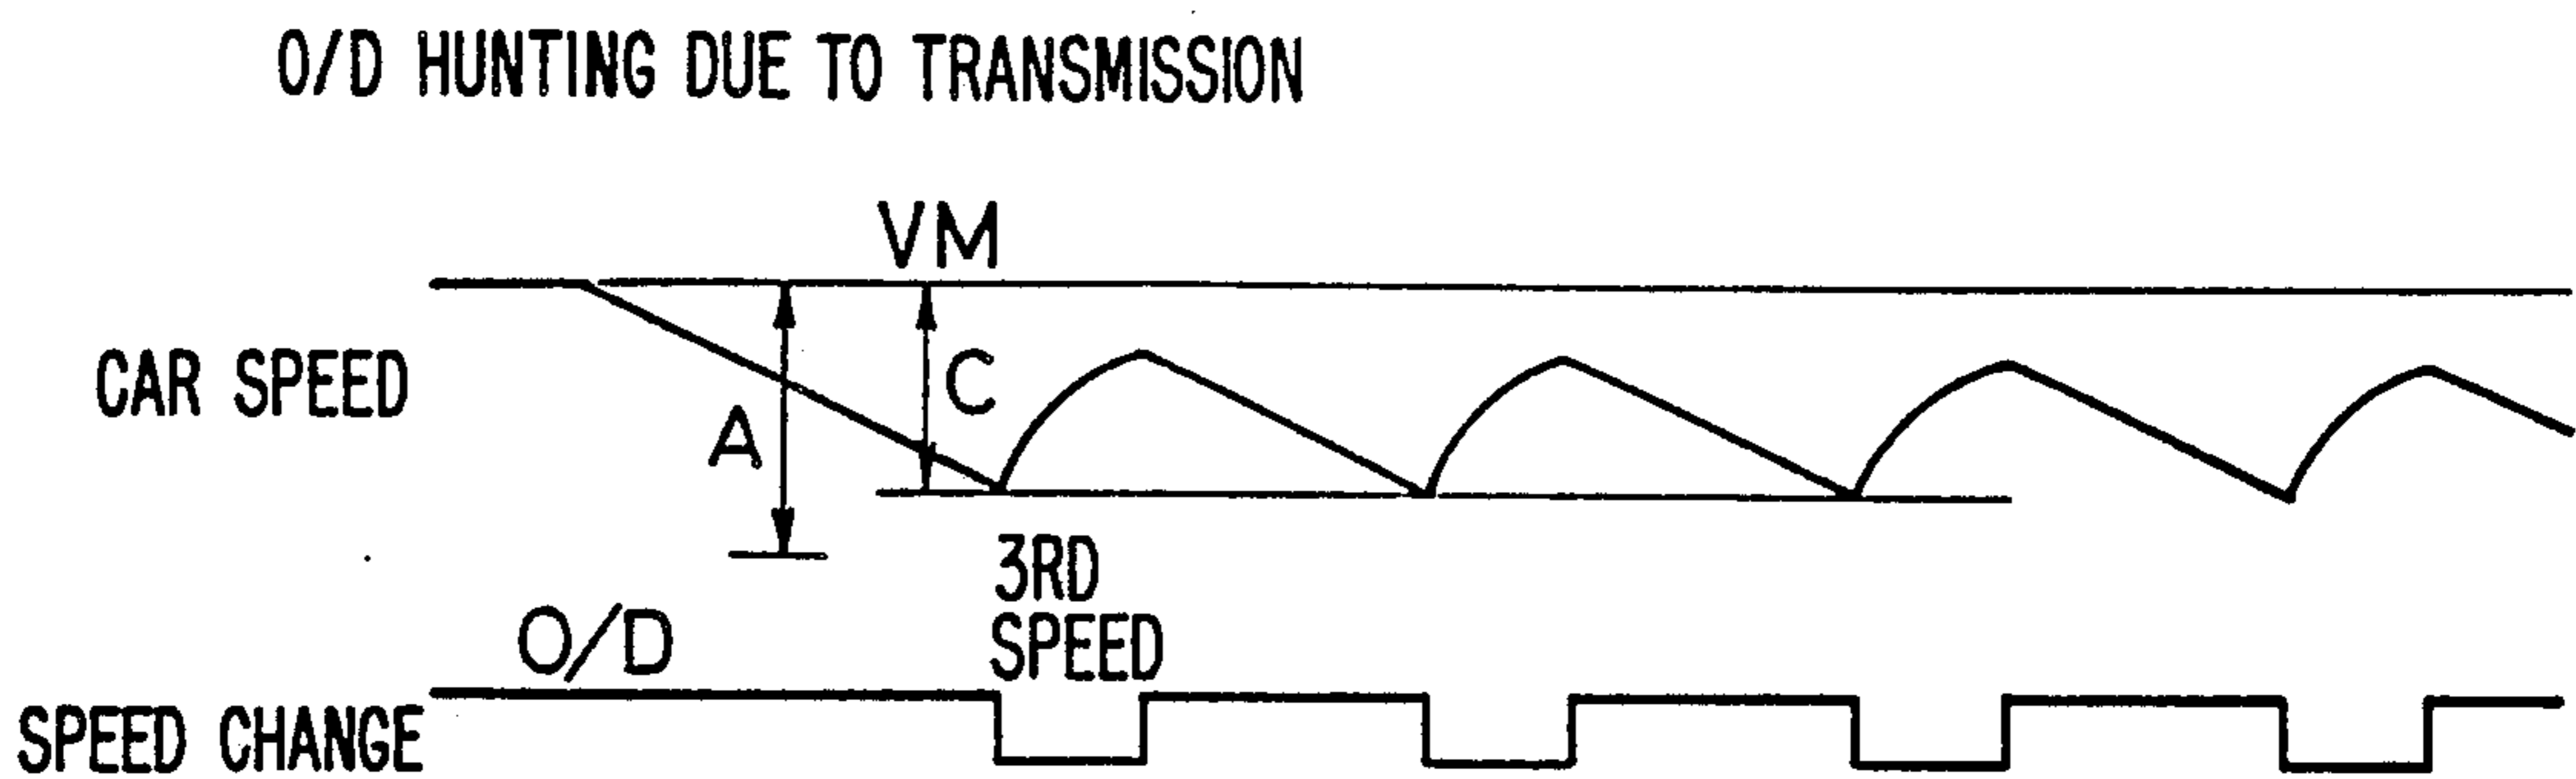 O/D HUNTING DUE TO TRANSMISSION
VM
CAR SPEED
A
C
3RD
SPEED
O/D
SPEED CHANGE